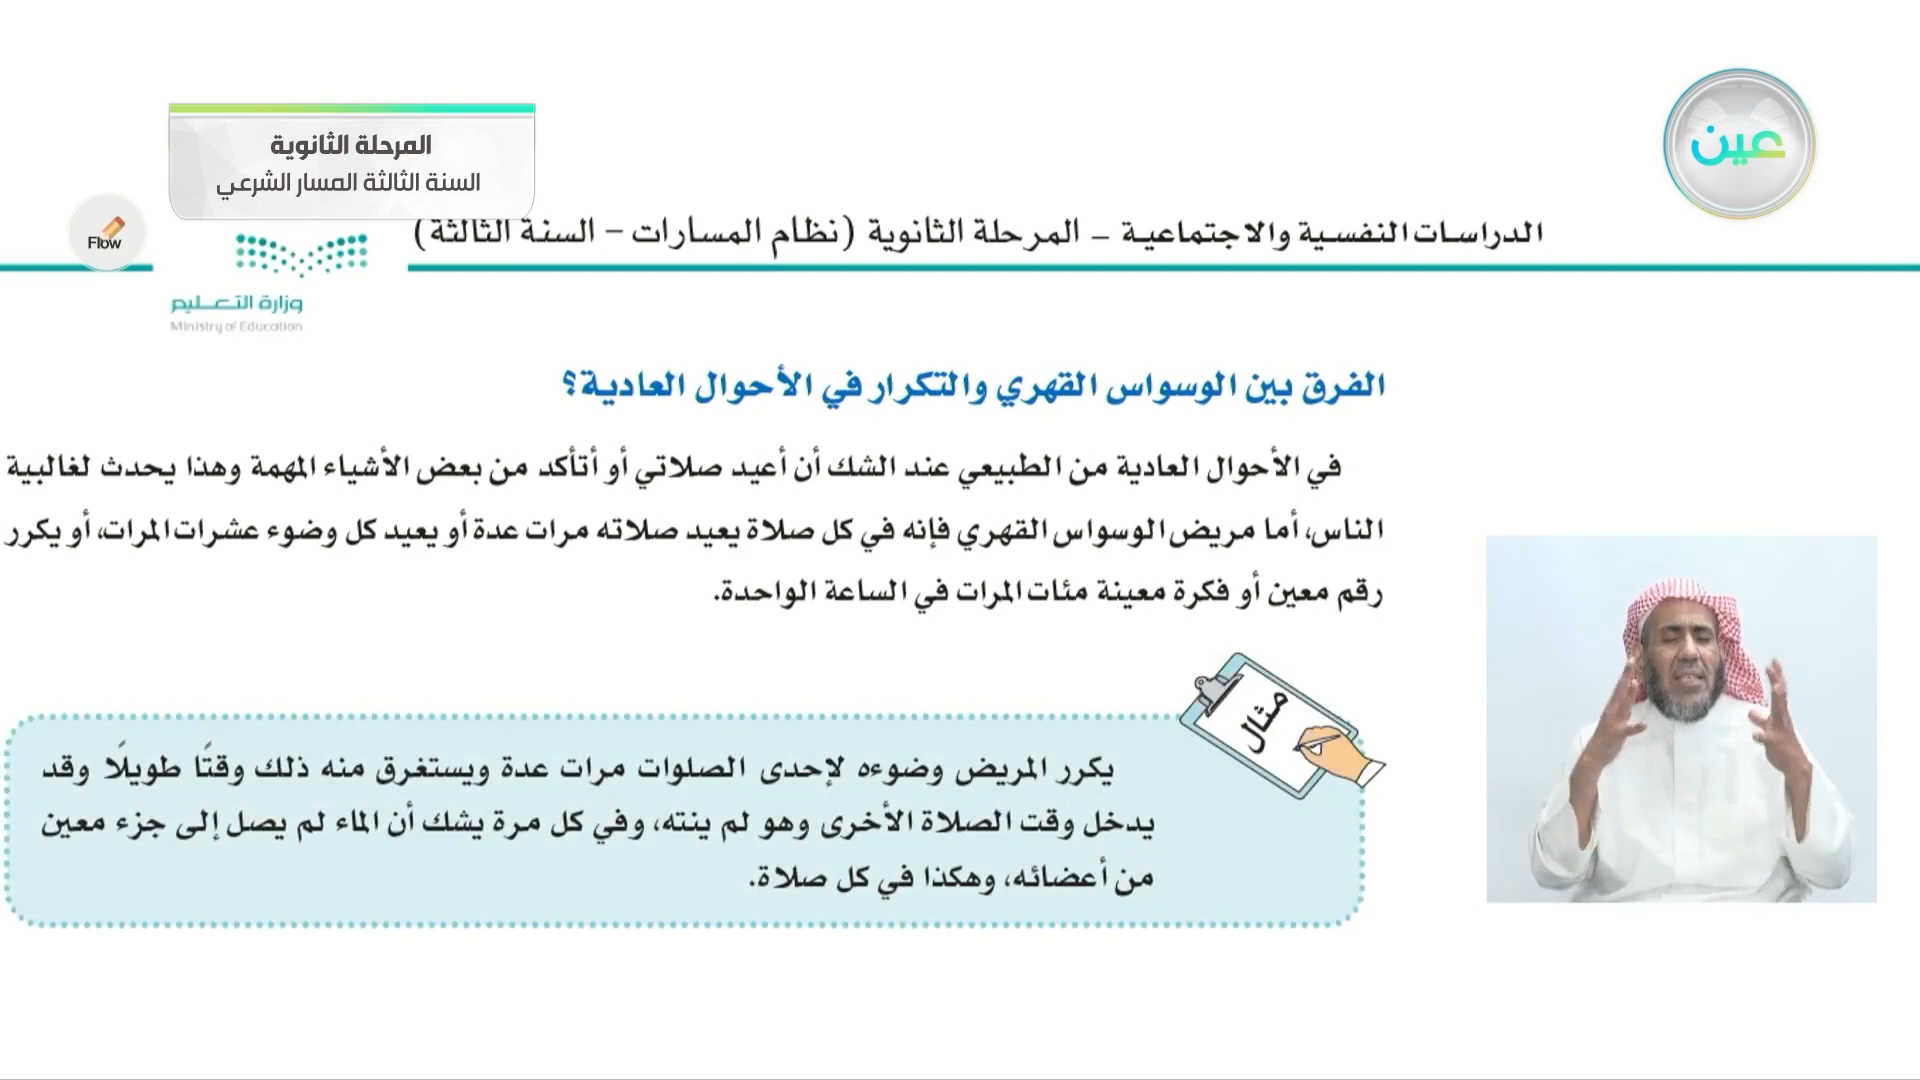 المرحلة الثانوية
السنة الثالثة المسار الشرعي
عين
Flow
الدراسات النفسية والاجتماعية – المرحلة الثانوية (نظام المسارات – السنة الثالثة)
وزارة التعليم
Ministry of Education
الفرق بين الوسواس القهري والتكرار في الأحوال العادية؟
في الأحوال العادية من الطبيعي عند الشك أن أعيد صلاتي أو أتأكد من بعض الأشياء المهمة وهذا يحدث لغالبية
الناس، أما مريض الوسواس القهري فإنه في كل صلاة يعيد صلاته مرات عدة أو يعيد كل وضوء عشرات المرات، أو يكرر
رقم معين أو فكرة معينة مئات المرات في الساعة الواحدة.
مثال
يكرر المريض وضوءه لإحدى الصلوات مرات عدة ويستغرق منه ذلك وقتًا طويلًا وقد
يدخل وقت الصلاة الأخرى وهو لم ينته، وفي كل مرة يشك أن الماء لم يصل إلى جزء معين
من أعضائه، وهكذا في كل صلاة.